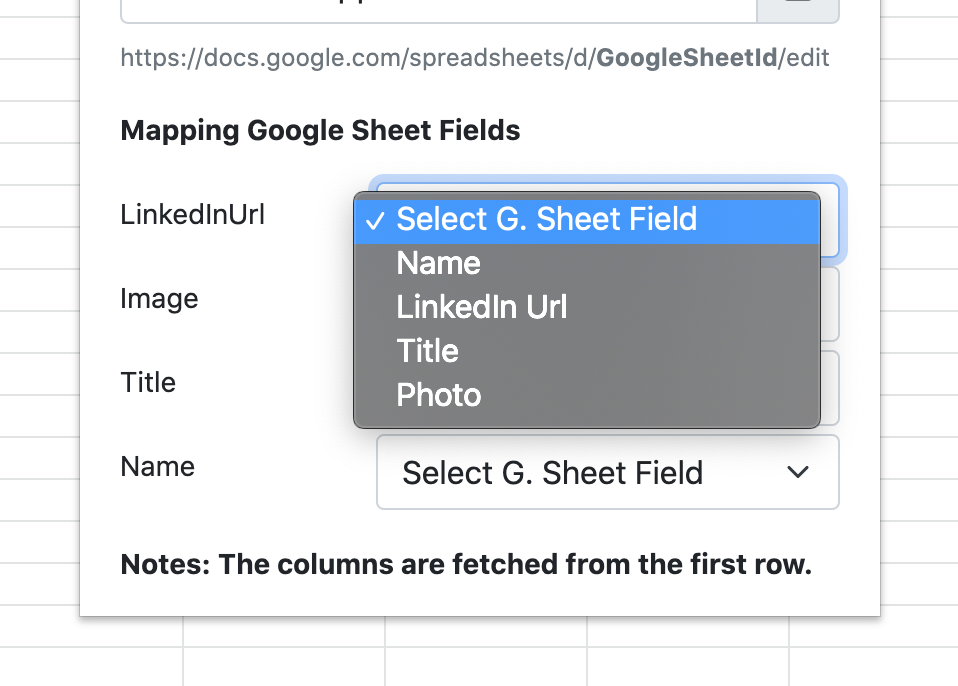 https://docs.google.com/spreadsheets/d/GoogleSheetId/edit
Mapping Google Sheet Fields
LinkedInUrl
✓ Select G. Sheet Field
Name
LinkedIn Url
Title
Photo
Image
Title
Name
Select G. Sheet Field
Notes: The columns are fetched from the first row.